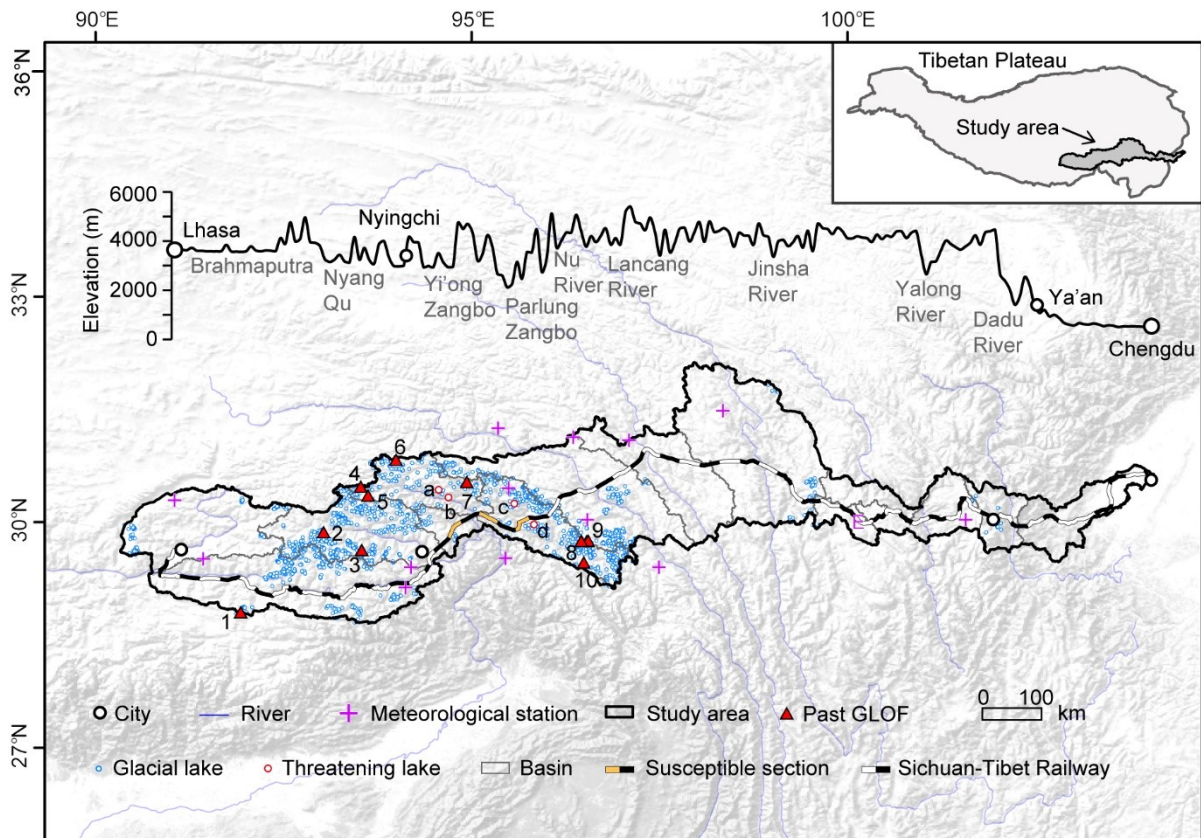 90°E
95°E
100°E
36°N
33°N
30°N
27°N
Tibetan Plateau
Study area
Elevation (m)
6000
4000
2000
0
Lhasa
Brahmaputra
Nyang
Qu
Nyingchi
Yi'ong
Zangbo
Parlung
Zangbo
Nu
River
Lancang
River
Jinsha
River
Yalong
River
Dadu
River
Ya'an
Chengdu
1
2
3
4
5
6
7
8
9
10
a
b
c
d
City
River
Meteorological station
Study area
Past GLOF
0 100
km
Glacial lake
Threatening lake
Basin
Susceptible section
Sichuan-Tibet Railway